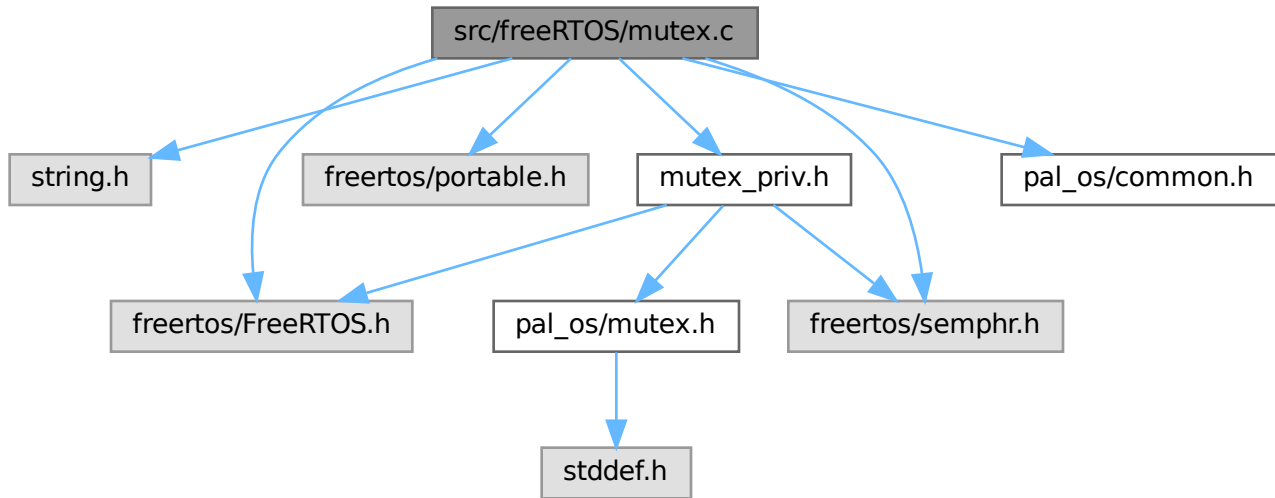 src/freeRTOS/mutex.c
string.h
freertos/portable.h
mutex_priv.h
pal_os/common.h
freertos/FreeRTOS.h
pal_os/mutex.h
freertos/semphr.h
stddef.h